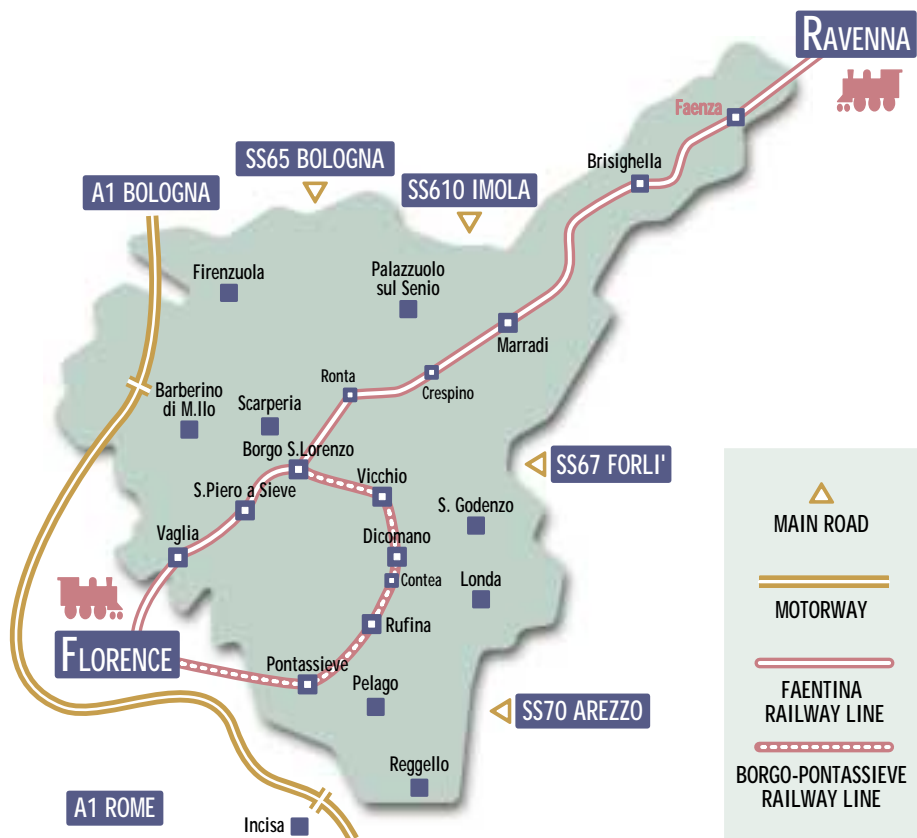 RAVENNA
Faenza
SS65 BOLOGNA
Brisighella
A1 BOLOGNA
SS610 IMOLA
Firenzuola
Palazzuolo
sul Senio
Marradi
Ronta
Crespino
Barberino
di M.llo
Scarperia
Borgo S.Lorenzo
SS67 FORLI'
Vicchio
S.Piero a Sieve
S. Godenzo
Vaglia
Dicomano
Contea
Londa
Rufina
FLORENCE
Pontassieve
Pelago
SS70 AREZZO
Reggello
A1 ROME
Incisa
MAIN ROAD
MOTORWAY
FAENTINA
RAILWAY LINE
BORGO-PONTASSIEVE
RAILWAY LINE